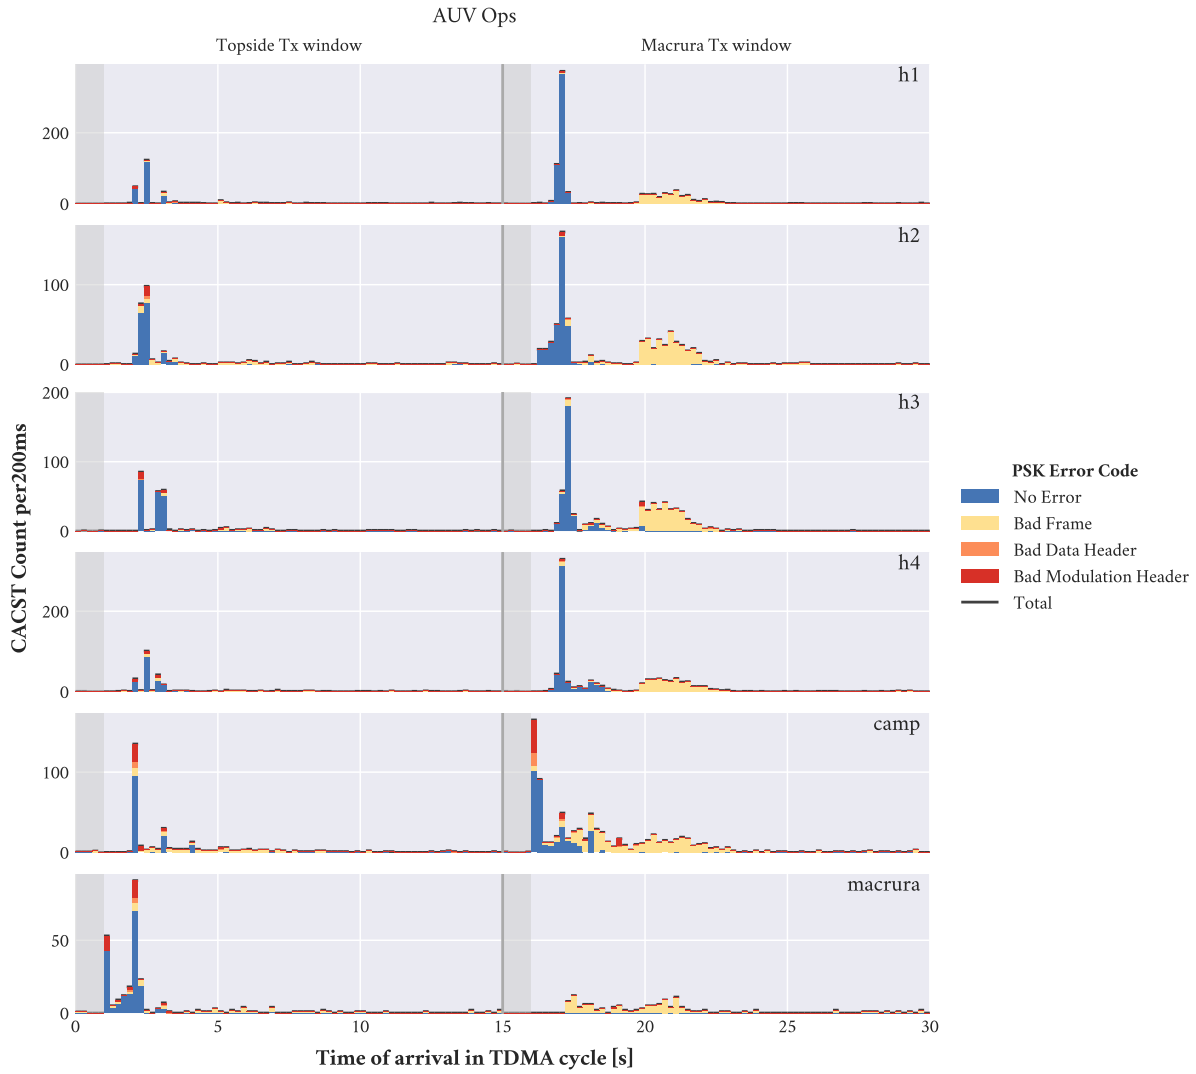 AUV Ops
Topside Tx window
Macrura Tx window
h1
200
0
h2
100
0
h3
200
100
0
h4
200
0
camp
100
0
macrura
50
0
0
5
10
15
20
25
30
Time of arrival in TDMA cycle [s]
CACST Count per200ms
PSK Error Code
No Error
Bad Frame
Bad Data Header
Bad Modulation Header
Total